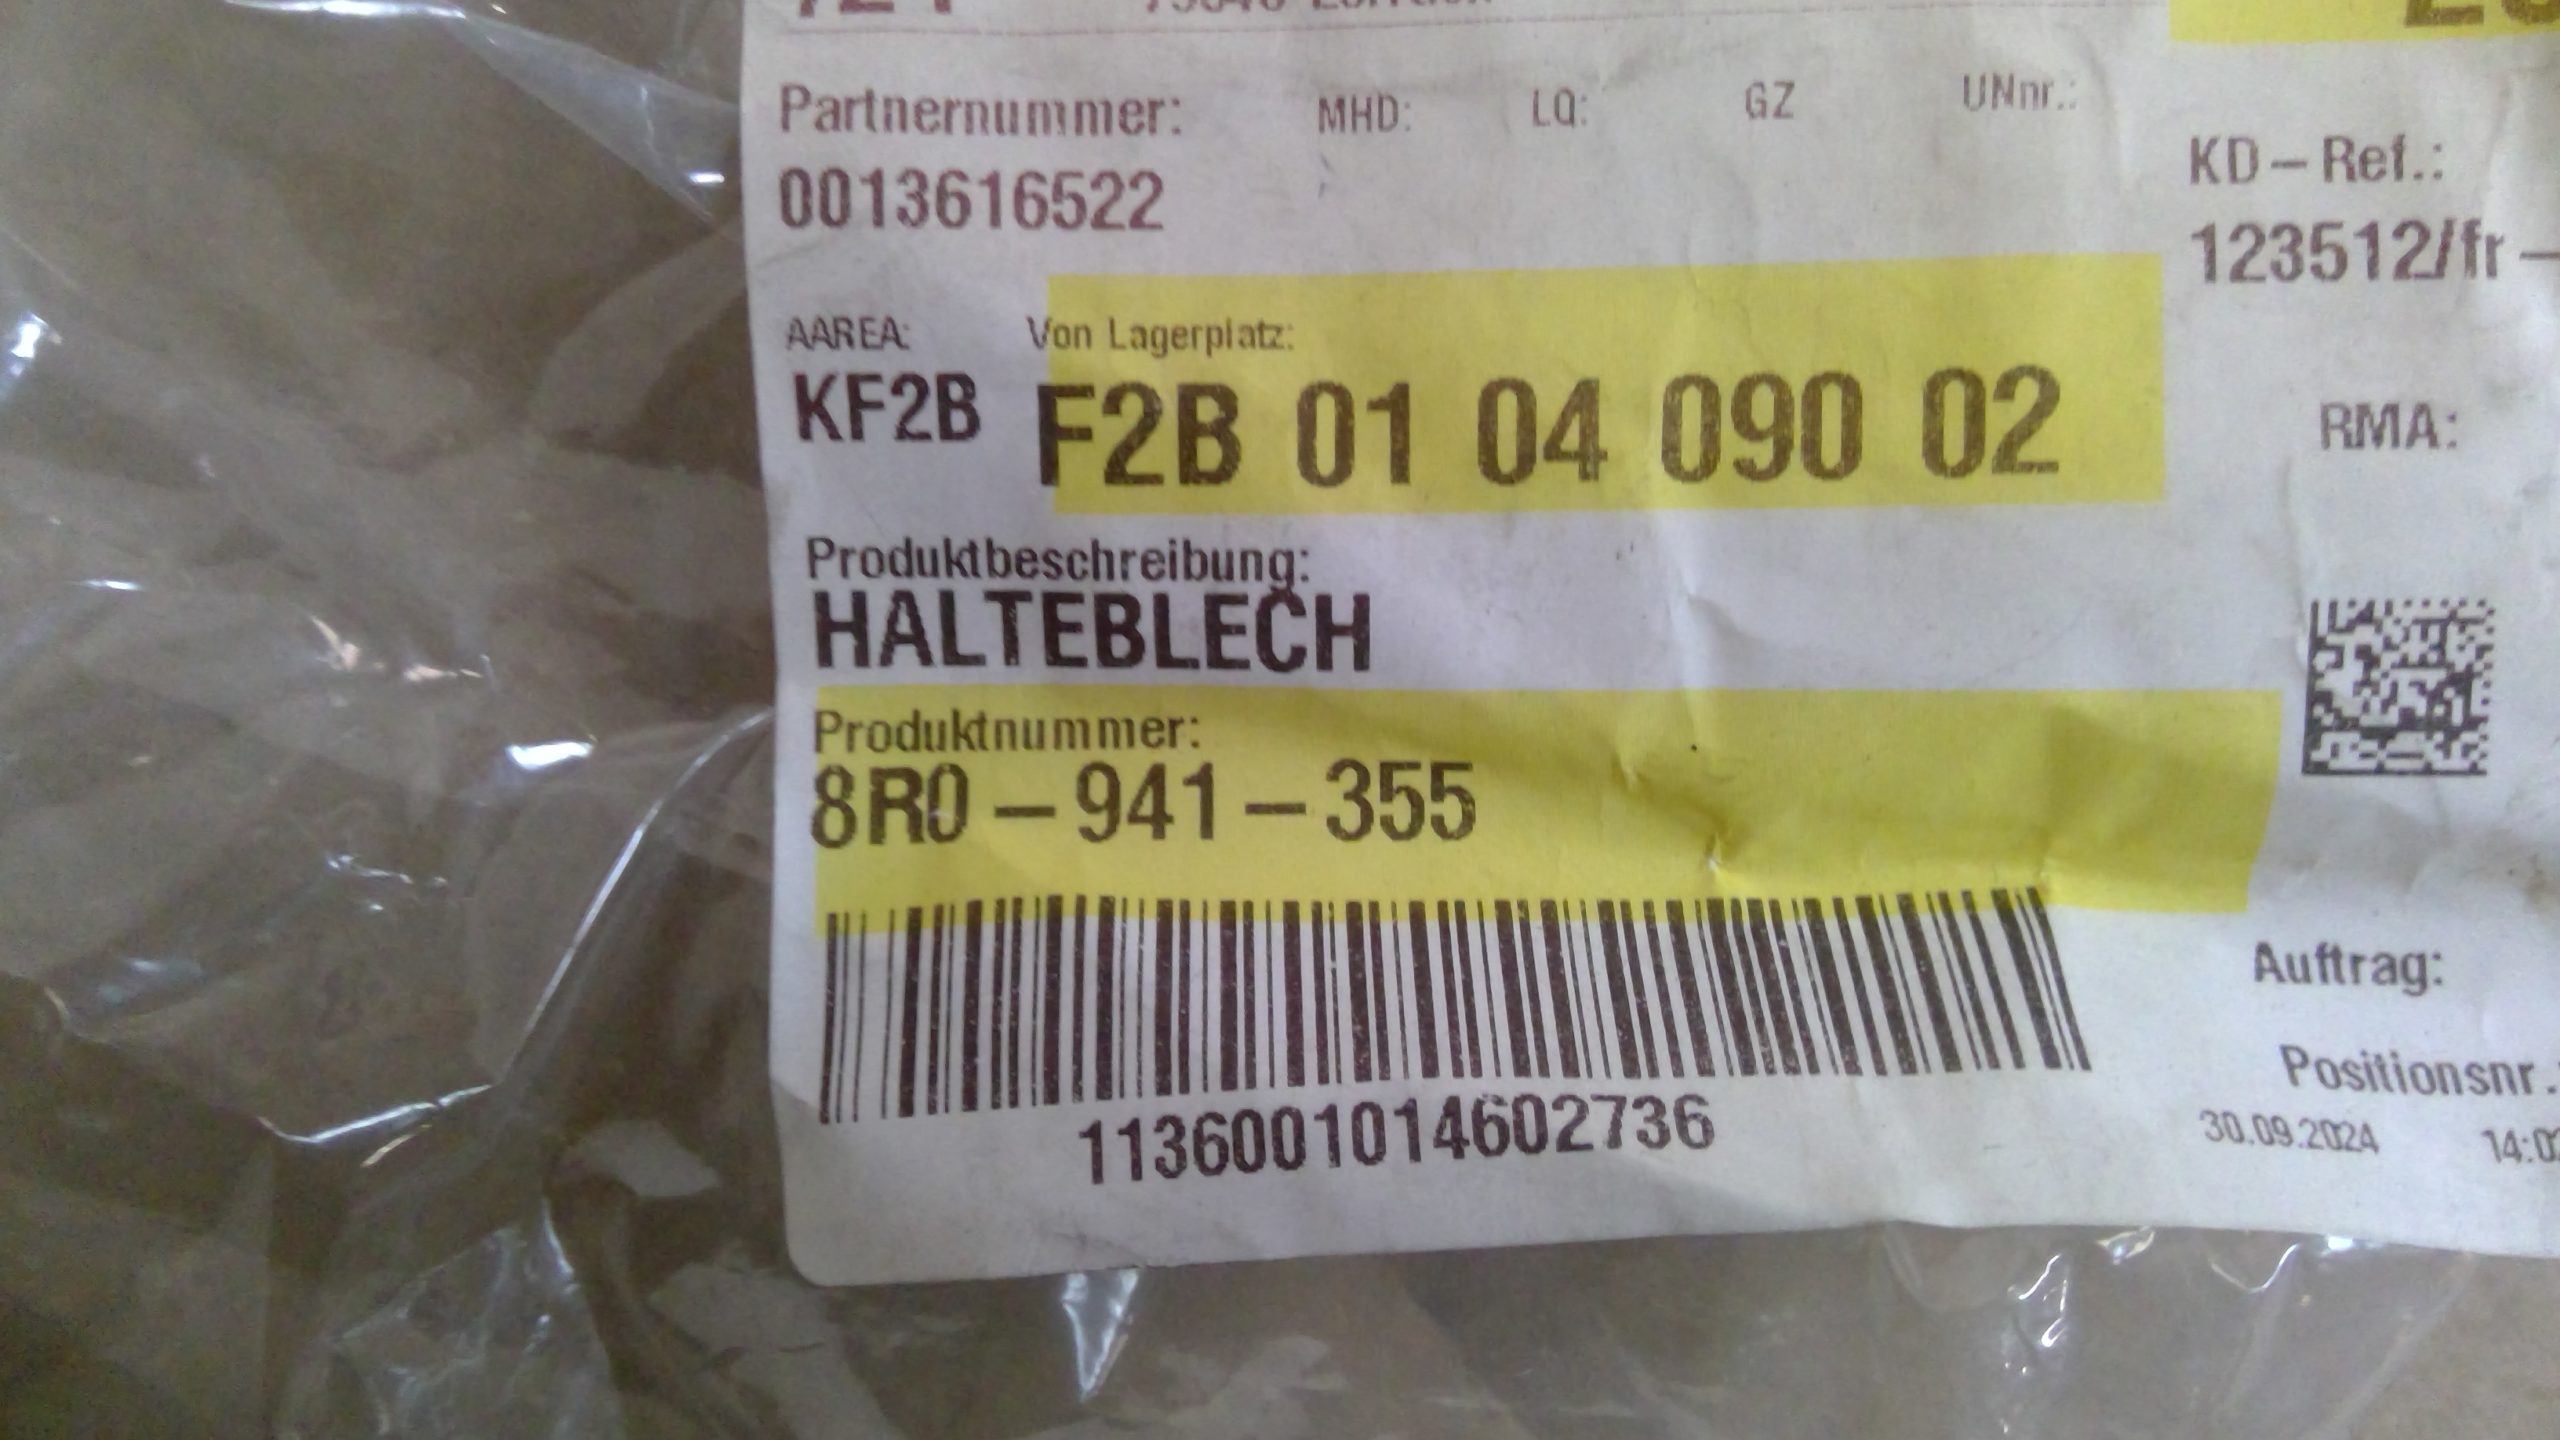 Partnernummer: MHD: LQ: GZ UNnr.:
0013616522
KD-Ref.:
123512/fr -
AAREA: Von Lagerplatz:
KF2B F2B 01 04 090 02
RMA:
Produktbeschreibung:
HALTEBLECH
Produktnummer:
8R0-941-355
1136001014602736
Auftrag:
Positionsnr.:
30.09.2024